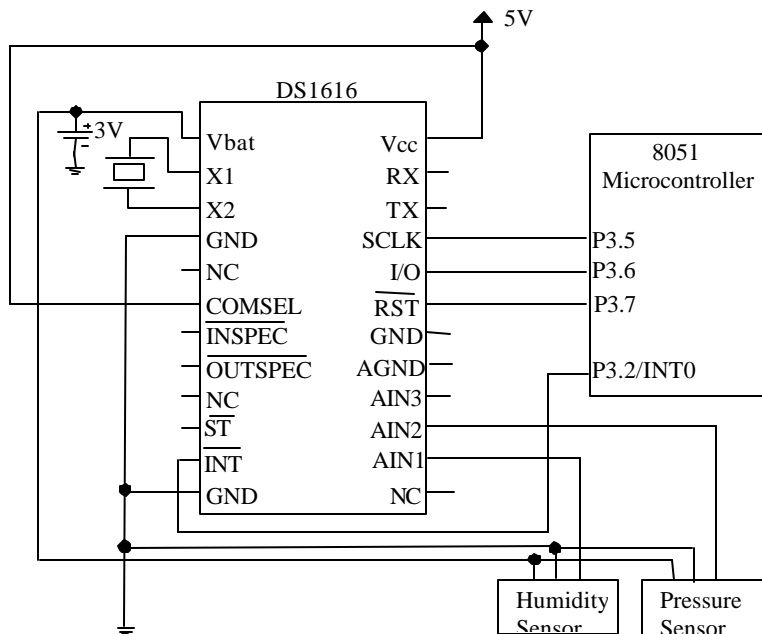 5V
DS1616
3V
Vbat
X1
X2
GND
NC
COMSEL
INSPEC
OUTSPEC
NC
ST
INT
GND
Vcc
RX
TX
SCLK
I/O
RST
GND
AGND
AIN3
AIN2
AIN1
NC
8051
Microcontroller
P3.5
P3.6
P3.7
P3.2/INT0
Humidity
Sensor
Pressure
Sensor